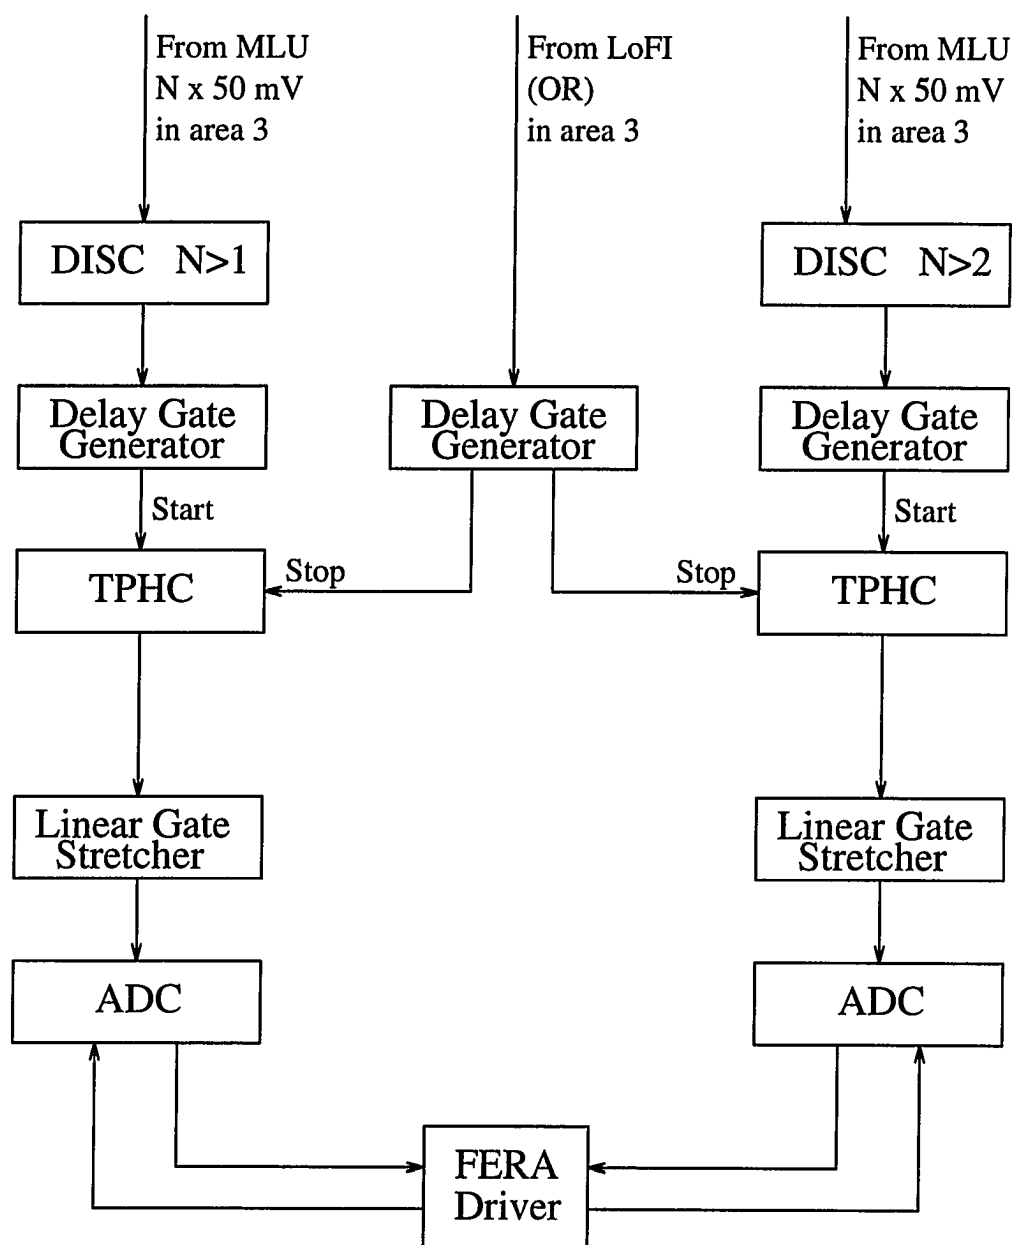 From MLU
N x 50 mV
in area 3
From LoFI
(OR)
in area 3
From MLU
N x 50 mV
in area 3
DISC N>1
DISC N>2
Delay Gate
Generator
Delay Gate
Generator
Delay Gate
Generator
Start
Start
Stop
Stop
TPHC
TPHC
Linear Gate
Stretcher
Linear Gate
Stretcher
ADC
ADC
FERA
Driver